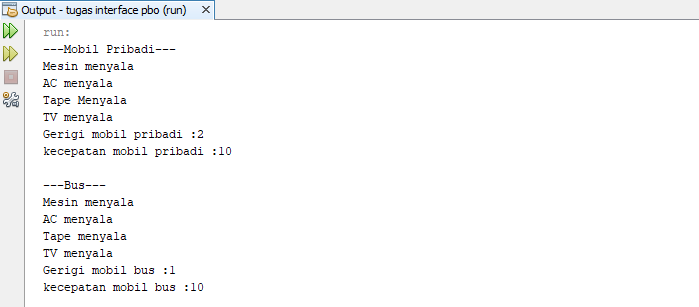 Output - tugas interface pbo (run)
run:
---Mobil Pribadi---
Mesin menyala
AC menyala
Tape Menyala
TV menyala
Gerigi mobil pribadi :2
kecepatan mobil pribadi :10
---Bus---
Mesin menyala
AC menyala
Tape menyala
TV menyala
Gerigi mobil bus :1
kecepatan mobil bus :10